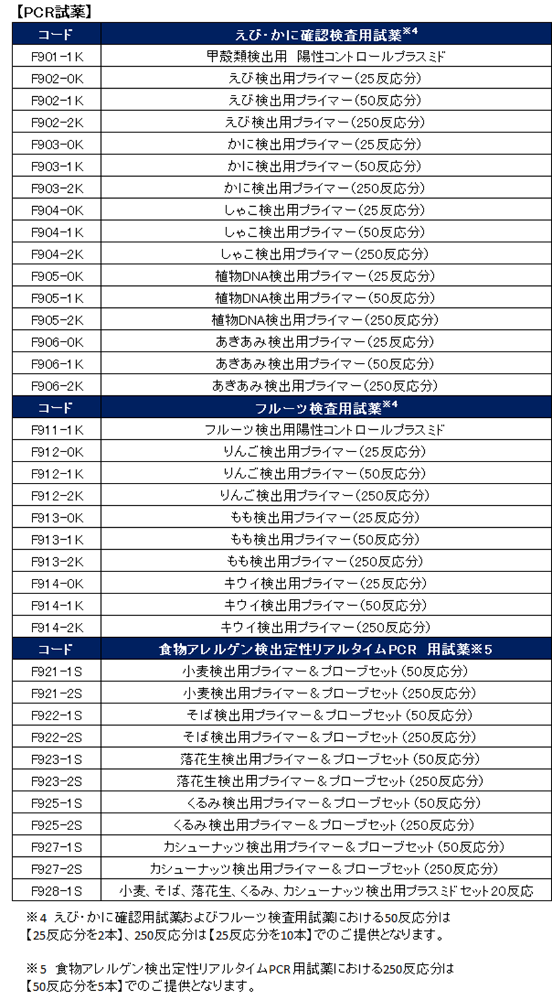 【PCR試薬】
コード えび・かに確認検査用試薬※4
F901-1K 甲殻類検出用　陽性コントロールプラスミド
F902-0K えび検出用プライマー(25反応分)
F902-1K えび検出用プライマー(50反応分)
F902-2K えび検出用プライマー(250反応分)
F903-0K かに検出用プライマー(25反応分)
F903-1K かに検出用プライマー(50反応分)
F903-2K かに検出用プライマー(250反応分)
F904-0K しゃこ検出用プライマー(25反応分)
F904-1K しゃこ検出用プライマー(50反応分)
F904-2K しゃこ検出用プライマー(250反応分)
F905-0K 植物DNA検出用プライマー(25反応分)
F905-1K 植物DNA検出用プライマー(50反応分)
F905-2K 植物DNA検出用プライマー(250反応分)
F906-0K あきあみ検出用プライマー(25反応分)
F906-1K あきあみ検出用プライマー(50反応分)
F906-2K あきあみ検出用プライマー(250反応分)
コード フルーツ検査用試薬※4
F911-1K フルーツ検出用陽性コントロールプラスミド
F912-0K りんご検出用プライマー(25反応分)
F912-1K りんご検出用プライマー(50反応分)
F912-2K りんご検出用プライマー(250反応分)
F913-0K もも検出用プライマー(25反応分)
F913-1K もも検出用プライマー(50反応分)
F913-2K もも検出用プライマー(250反応分)
F914-0K キウイ検出用プライマー(25反応分)
F914-1K キウイ検出用プライマー(50反応分)
F914-2K キウイ検出用プライマー(250反応分)
コード 食物アレルゲン検出定性リアルタイムPCR　用試薬※5
F921-1S 小麦検出用プライマー＆プローブセット(50反応分)
F921-2S 小麦検出用プライマー＆プローブセット(250反応分)
F922-1S そば検出用プライマー＆プローブセット(50反応分)
F922-2S そば検出用プライマー＆プローブセット(250反応分)
F923-1S 落花生検出用プライマー＆プローブセット(50反応分)
F923-2S 落花生検出用プライマー＆プローブセット(250反応分)
F925-1S くるみ検出用プライマー＆プローブセット(50反応分)
F925-2S くるみ検出用プライマー＆プローブセット(250反応分)
F927-1S カシューナッツ検出用プライマー＆プローブセット(50反応分)
F927-2S カシューナッツ検出用プライマー＆プローブセット(250反応分)
F928-1S 小麦、そば、落花生、くるみ、カシューナッツ検出用プラスミドセット20反応
※4 えび・かに確認用試薬およびフルーツ検査用試薬における50反応分は
【25反応分を2本】、250反応分は【25反応分を10本】でのご提供となります。
※5 食物アレルゲン検出定性リアルタイムPCR用試薬における250反応分は
【50反応分を5本】でのご提供となります。